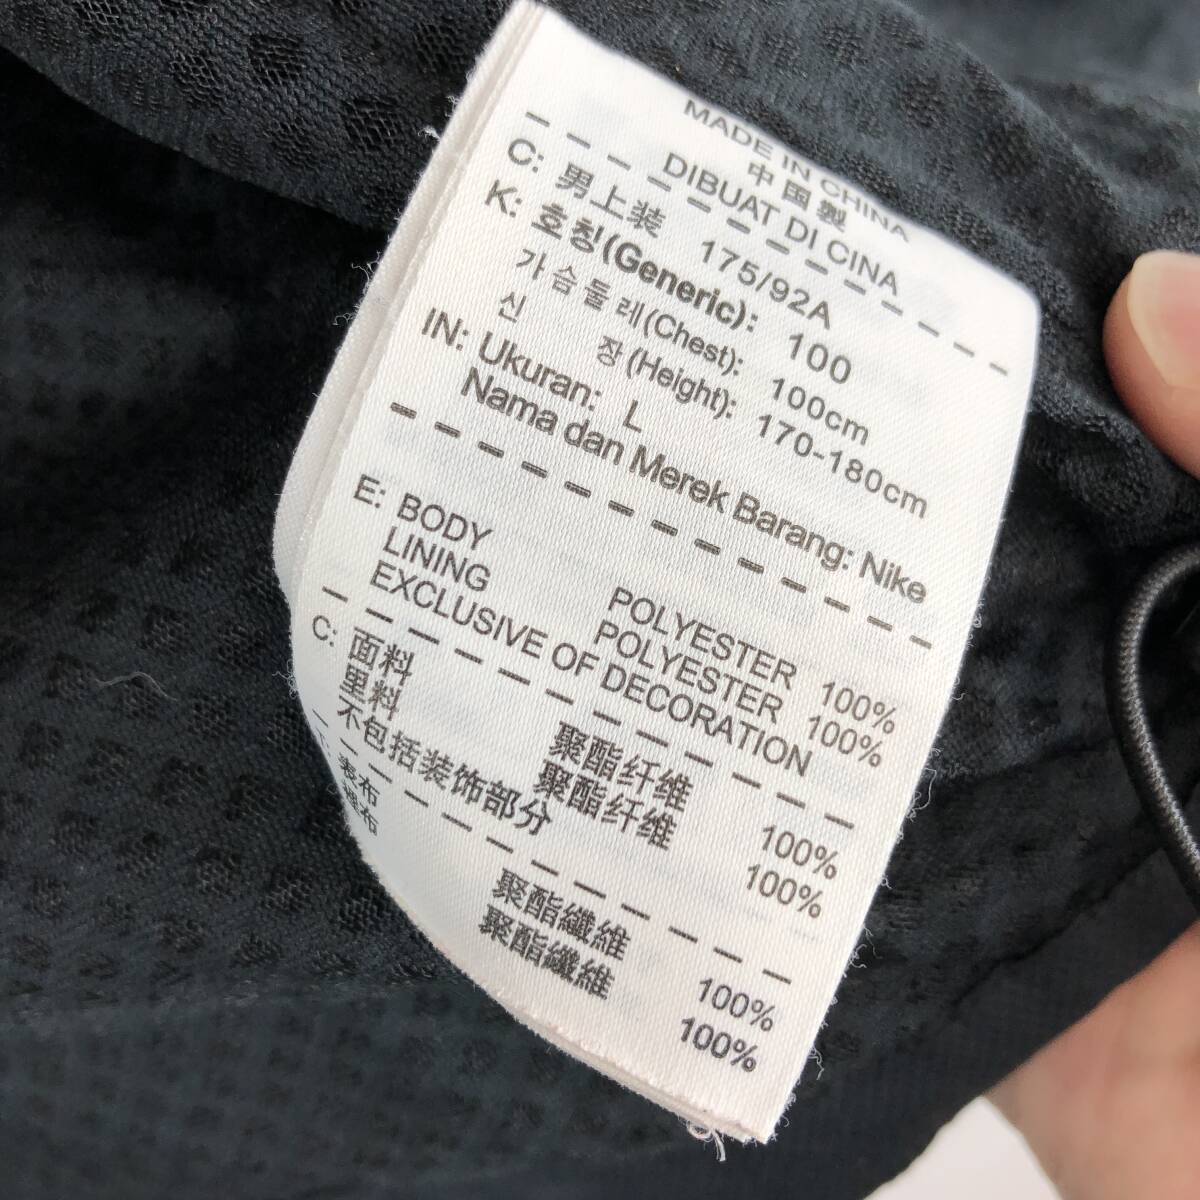 MADE IN CHINA
中国製
DIBUAT DI CINA
C: 男上装 175/92A
K: 호칭(Generic): 100
가슴둘레(Chest): 100cm
신 장(Height): 170-180cm
IN: Ukuran: L
Nama dan Merek Barang: Nike
E: BODY POLYESTER 100%
LINING POLYESTER 100%
EXCLUSIVE OF DECORATION
C: 面料 聚酯纤维 100%
里料 聚酯纤维 100%
不包括装饰部分
表布 聚酯纖維 100%
裡布 聚酯纖維 100%